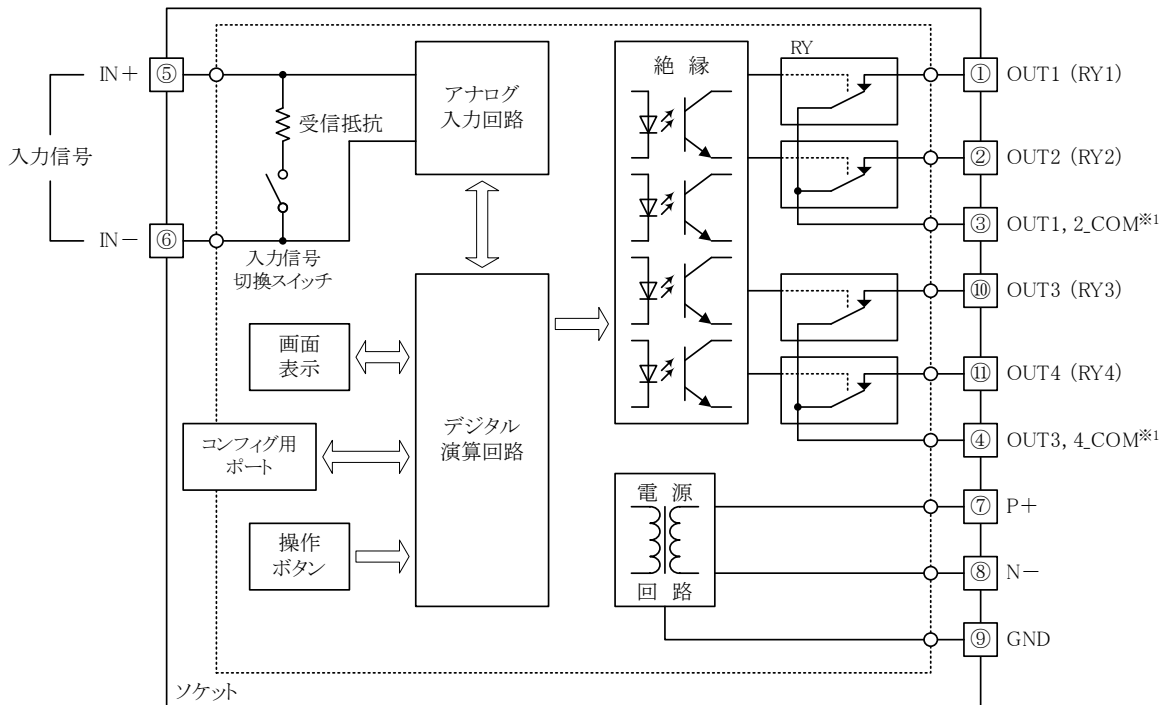 IN+
⑤
入力信号
IN−
⑥
受信抵抗
入力信号
切換スイッチ
アナログ
入力回路
画面
表示
コンフィグ用
ポート
操作
ボタン
デジタル
演算回路
絶 縁
RY
電 源
回 路
① OUT1 (RY1)
② OUT2 (RY2)
③ OUT1, 2_COM※1
⑩ OUT3 (RY3)
⑪ OUT4 (RY4)
④ OUT3, 4_COM※1
⑦ P+
⑧ N−
⑨ GND
ソケット